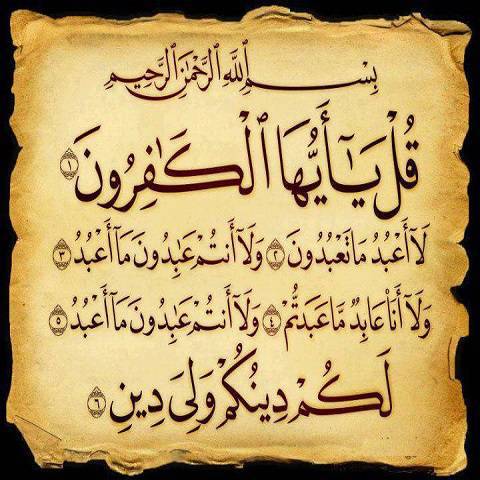 بِسْمِ ٱللَّهِ ٱلرَّحْمَٰنِ ٱلرَّحِيمِ
قُلْ يَـٰٓأَيُّهَا ٱلْكَـٰفِرُونَ ١
لَآ أَعْبُدُ مَا تَعْبُدُونَ ٢ وَلَآ أَنتُمْ عَـٰبِدُونَ مَآ أَعْبُدُ ٣
وَلَآ أَنَا۠ عَابِدٌ مَّا عَبَدتُّمْ ٤ وَلَآ أَنتُمْ عَـٰبِدُونَ مَآ أَعْبُدُ ٥
لَكُمْ دِينُكُمْ وَلِىَ دِينِ ٦